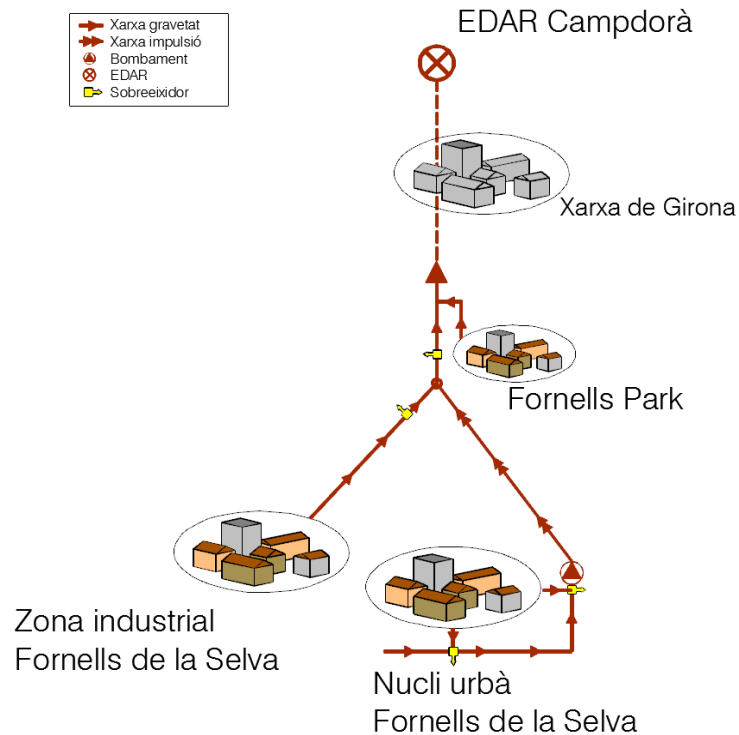 Xarxa gravetat
Xarxa impulsió
Bombament
EDAR
Sobreeixidor
EDAR Campdorà
Xarxa de Girona
Fornells Park
Zona industrial
Fornells de la Selva
Nucli urbà
Fornells de la Selva